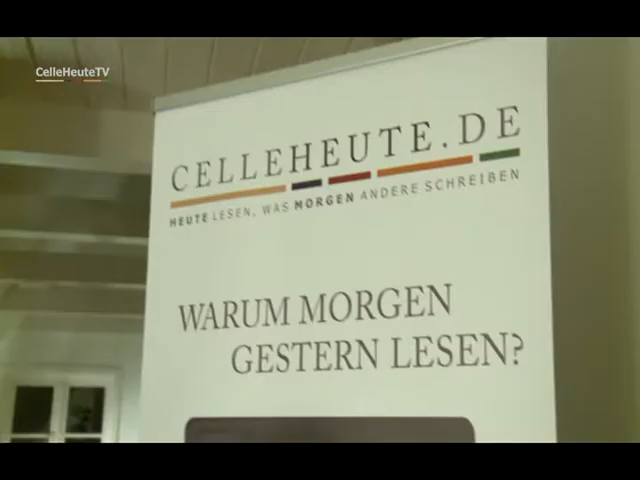 CelleHeuteTV
CELLEHEUTE.DE
HEUTE LESEN, WAS MORGEN ANDERE SCHREIBEN
WARUM MORGEN
GESTERN LESEN?